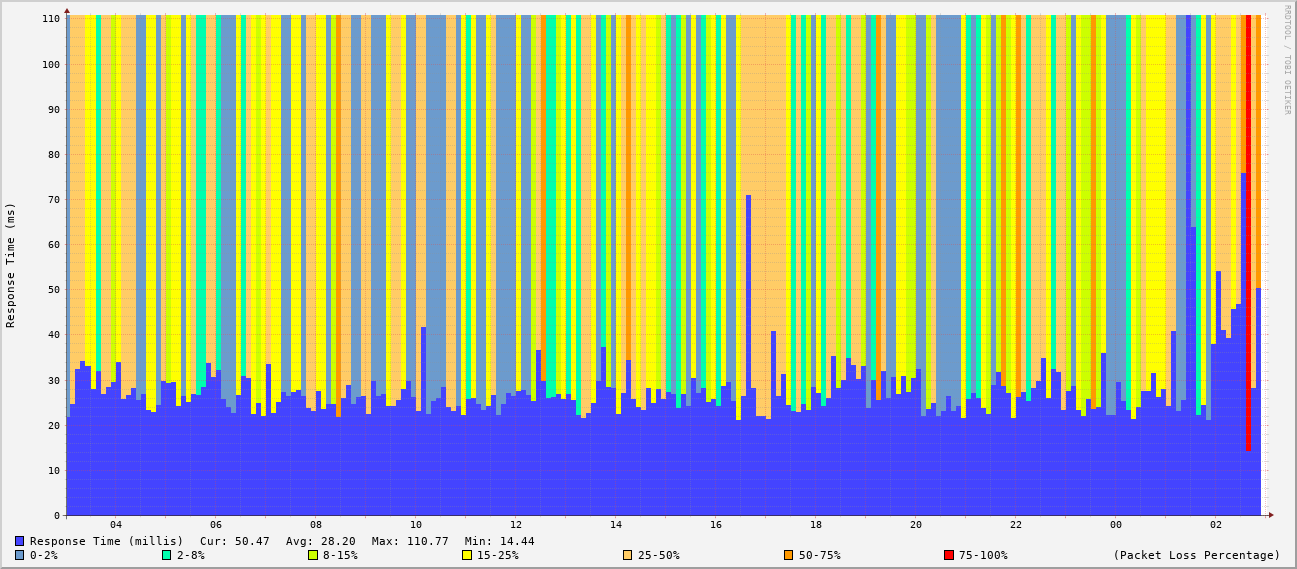 RRDTOOL / TOBI OETIKER
Response Time (ms)
110
100
90
80
70
60
50
40
30
20
10
0
04 06 08 10 12 14 16 18 20 22 00 02
Response Time (millis) Cur: 50.47 Avg: 28.20 Max: 110.77 Min: 14.44
0-2% 2-8% 8-15% 15-25% 25-50% 50-75% 75-100% (Packet Loss Percentage)